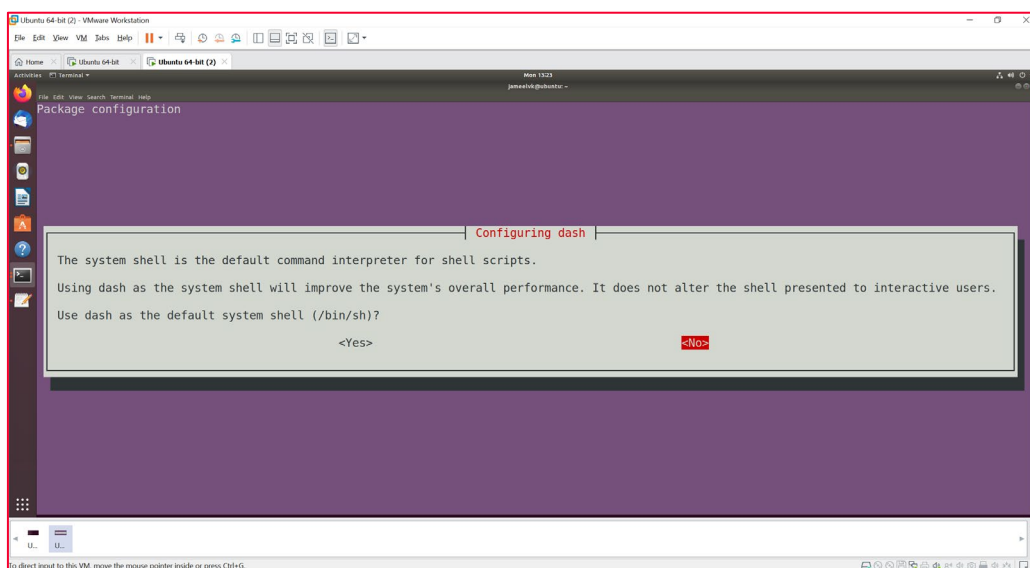 Ubuntu 64-bit (2) - VMware Workstation
File Edit View VM Tabs Help
Home Ubuntu 64-bit Ubuntu 64-bit (2)
Activities Terminal Mon 13:23
jameelvk@ubuntu: ~
File Edit View Search Terminal Help
Package configuration
Configuring dash
The system shell is the default command interpreter for shell scripts.
Using dash as the system shell will improve the system's overall performance. It does not alter the shell presented to interactive users.
Use dash as the default system shell (/bin/sh)?
<Yes> <No>
U... U...
To direct input to this VM, move the mouse pointer inside or press Ctrl+G.